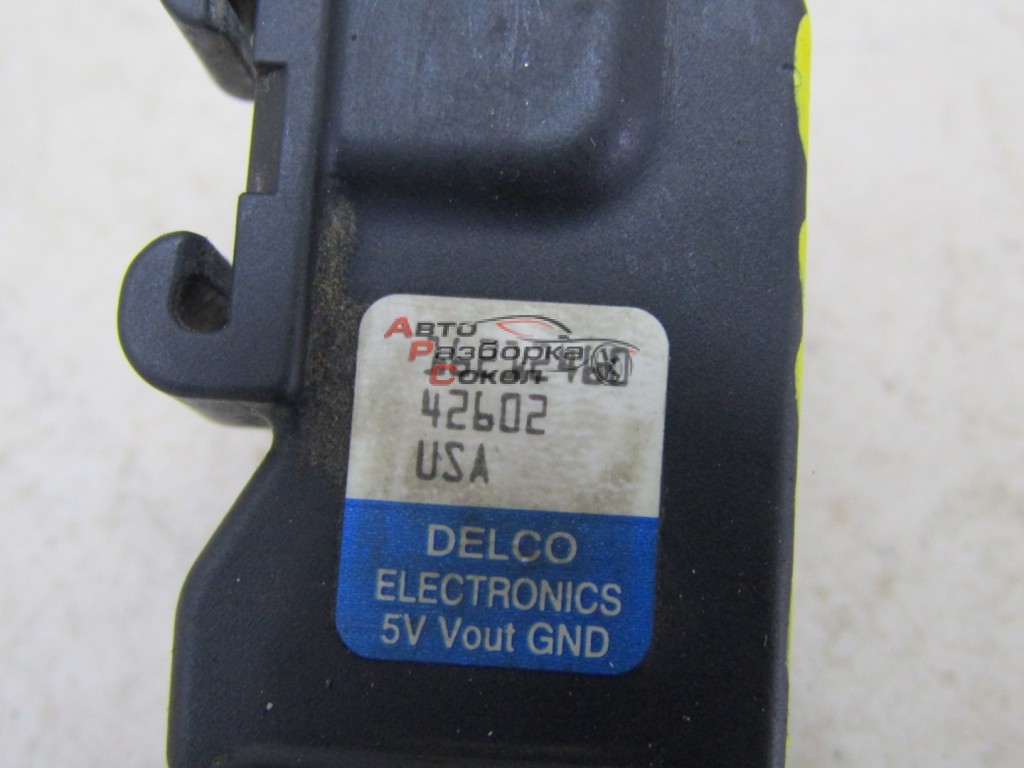 Авто
Разборка
Сокол
42602
USA
DELCO
ELECTRONICS
5V Vout GND